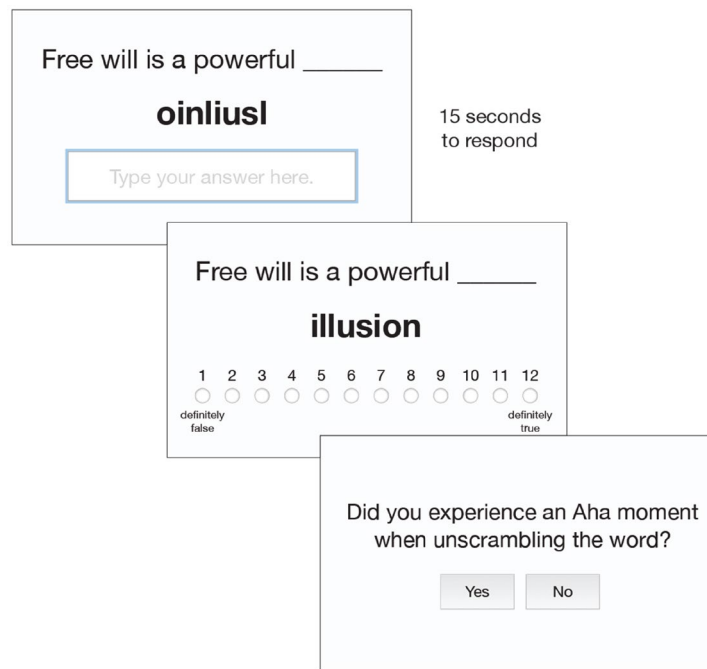 Free will is a powerful ______
oinliusl
Type your answer here.
15 seconds
to respond
Free will is a powerful ______
illusion
1 2 3 4 5 6 7 8 9 10 11 12
definitely
false
definitely
true
Did you experience an Aha moment
when unscrambling the word?
Yes No